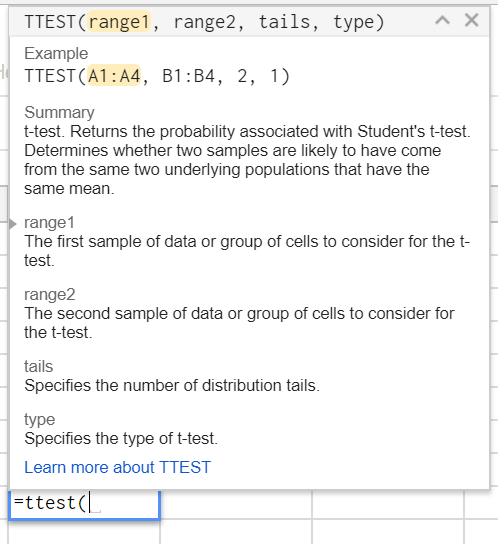 TTEST(range1, range2, tails, type)
Example
TTEST(A1:A4, B1:B4, 2, 1)
Summary
t-test. Returns the probability associated with Student's t-test.
Determines whether two samples are likely to have come
from the same two underlying populations that have the
same mean.
range1
The first sample of data or group of cells to consider for the t-
test.
range2
The second sample of data or group of cells to consider for
the t-test.
tails
Specifies the number of distribution tails.
type
Specifies the type of t-test.
Learn more about TTEST
=ttest(